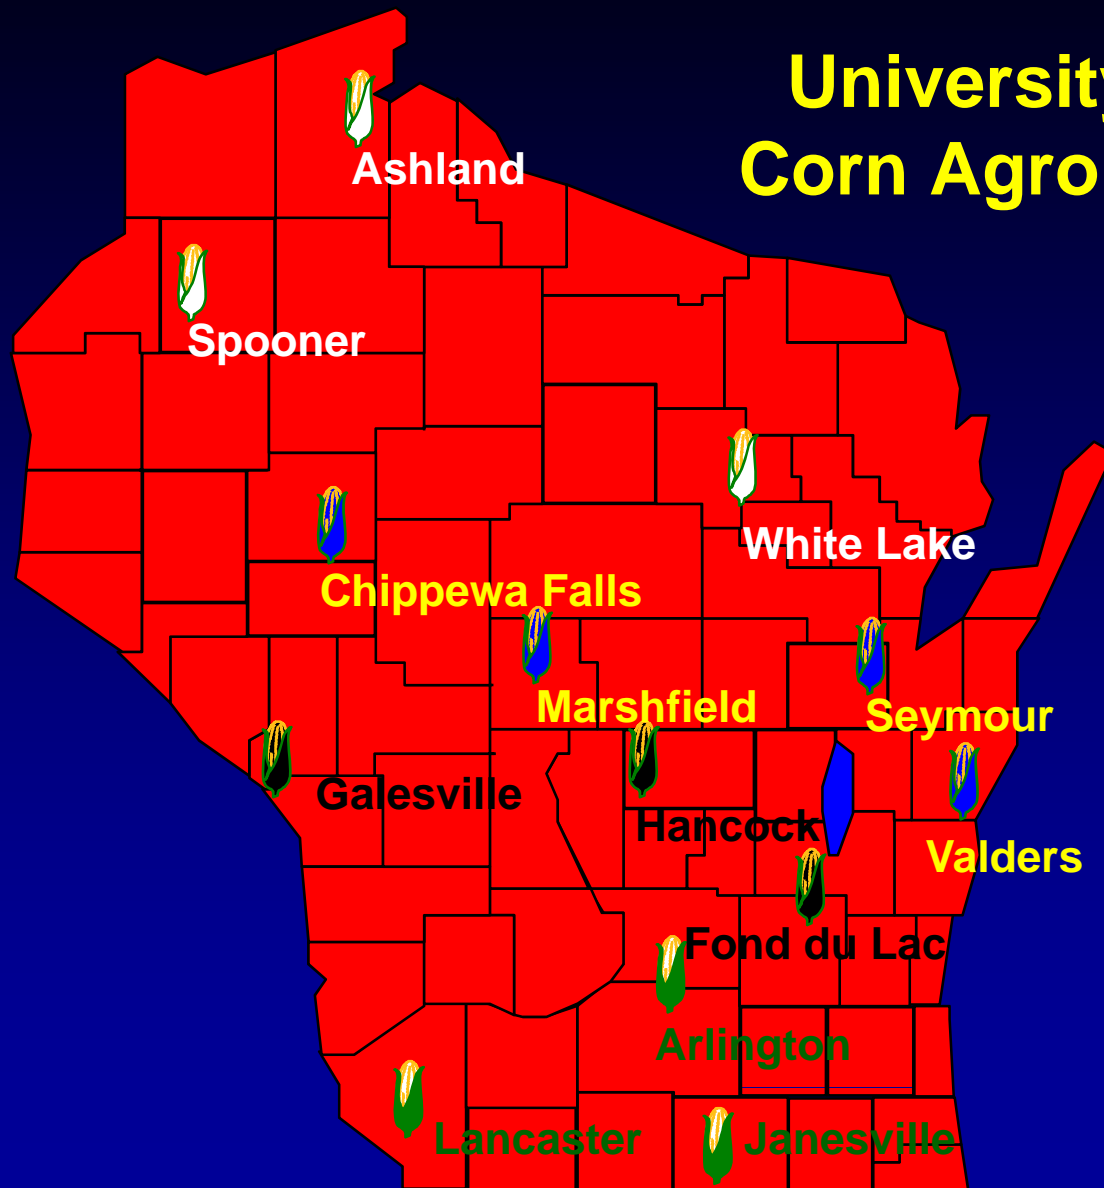 University
Corn Agro
Ashland
Spooner
White Lake
Chippewa Falls
Marshfield
Seymour
Galesville
Hancock
Valders
Fond du Lac
Arlington
Lancaster
Janesville